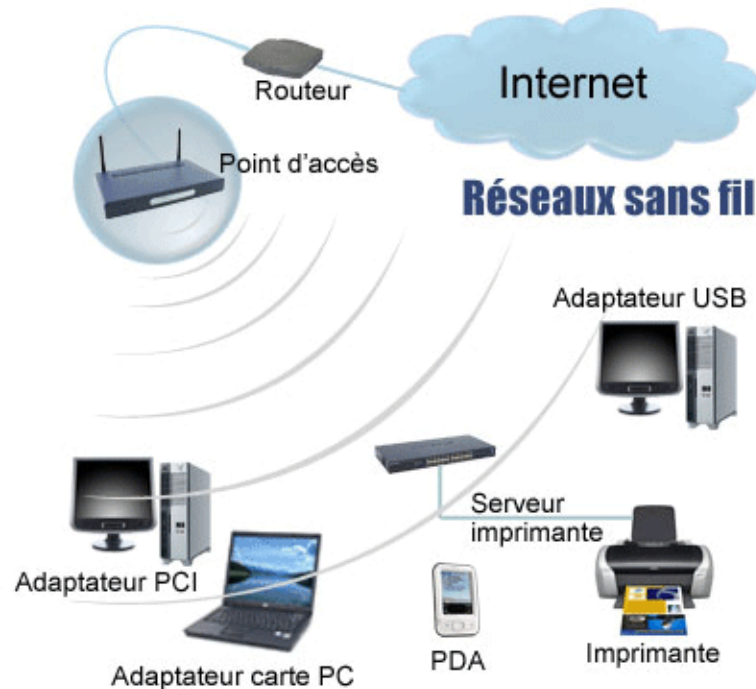 Internet
Routeur
Point d'accès
Réseaux sans fil
Adaptateur USB
Serveur
imprimante
Adaptateur PCI
PDA
Imprimante
Adaptateur carte PC